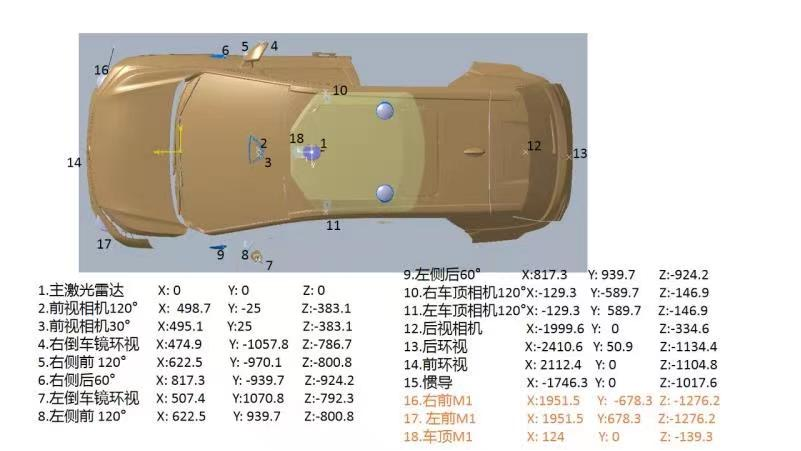 16
6
5
4
10
2
18
1
3
14
12
13
17
9
8
7
11
1.主激光雷达 X: 0 Y: 0 Z: 0
2.前视相机120° X: 498.7 Y: -25 Z:-383.1
3.前视相机30° X:495.1 Y:25 Z:-383.1
4.右倒车镜环视 X:474.9 Y: -1057.8 Z:-786.7
5.右侧前 120° X:622.5 Y: -970.1 Z:-800.8
6.右侧后60° X: 817.3 Y: -939.7 Z:-924.2
7.左倒车镜环视 X: 507.4 Y:1070.8 Z:-792.3
8.左侧前 120° X: 622.5 Y: 939.7 Z:-800.8
9.左侧后60° X:817.3 Y: 939.7 Z:-924.2
10.右车顶相机120°X:-129.3 Y:-589.7 Z:-146.9
11.左车顶相机120°X: -129.3 Y: 589.7 Z:-146.9
12.后视相机 X:-1999.6 Y: 0 Z:-334.6
13.后环视 X:-2410.6 Y: 50.9 Z:-1134.4
14.前环视 X: 2112.4 Y: 0 Z:-1104.8
15.惯导 X: -1746.3 Y: 0 Z:-1017.6
16.右前M1 X:1951.5 Y: -678.3 Z: -1276.2
17. 左前M1 X: 1951.5 Y:678.3 Z:-1276.2
18.车顶M1 X: 124 Y: 0 Z: -139.3